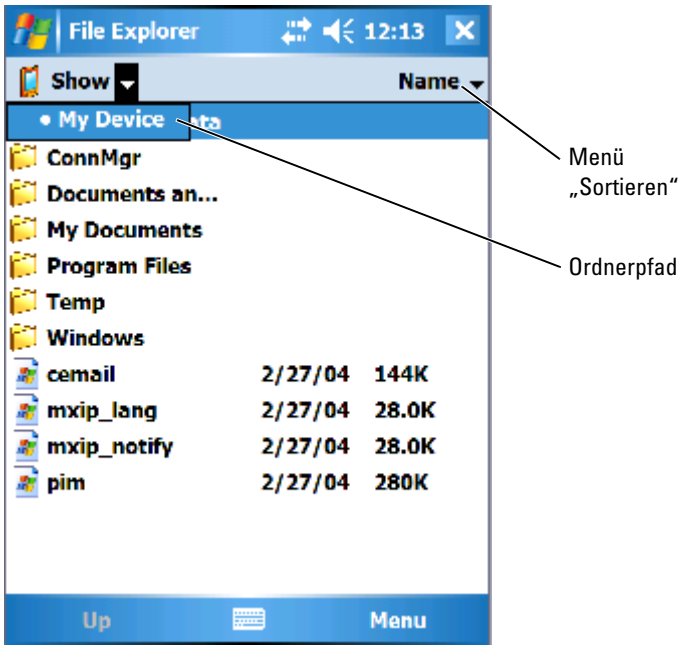 File Explorer 12:13
Show Name
My Device ata
ConnMgr
Documents an...
My Documents
Program Files
Temp
Windows
cemail 2/27/04 144K
mxip_lang 2/27/04 28.0K
mxip_notify 2/27/04 28.0K
pim 2/27/04 280K
Up Menu
Menü
„Sortieren“
Ordnerpfad